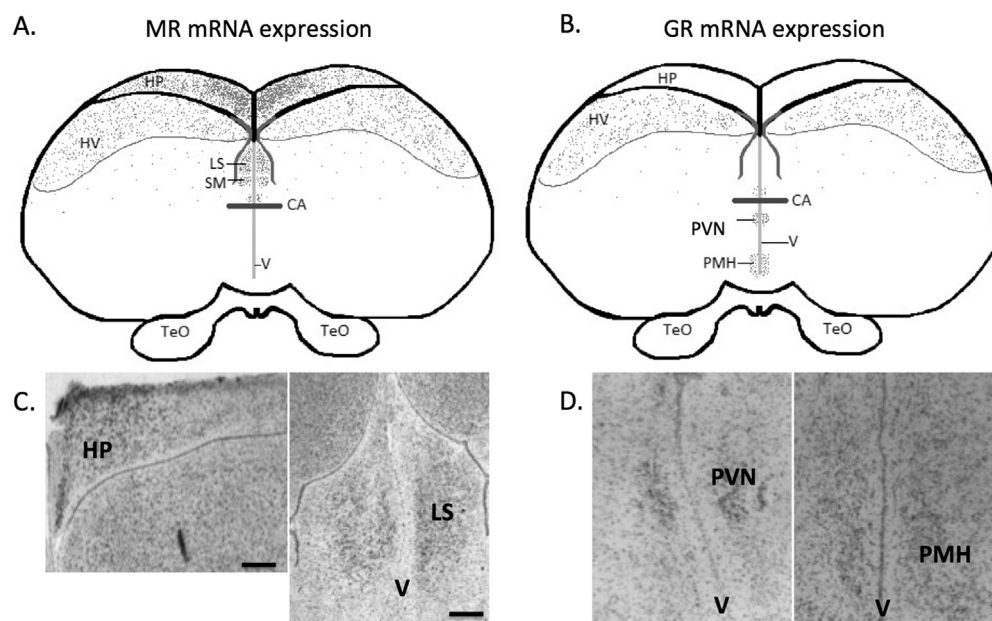 A.
MR mRNA expression
HP
HV
LS
SM
CA
V
TeO
TeO
B.
GR mRNA expression
HP
HV
CA
PVN
V
PMH
TeO
TeO
C.
HP
LS
V
D.
PVN
V
PMH
V